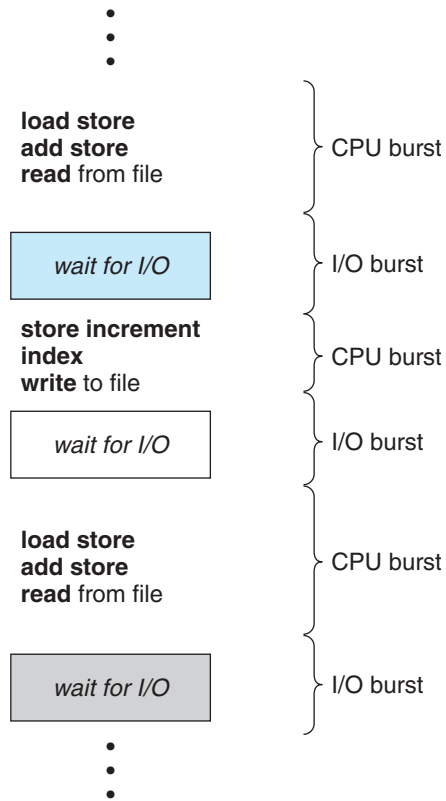 load store
add store
read from file
CPU burst
wait for I/O
I/O burst
store increment
index
write to file
CPU burst
wait for I/O
I/O burst
load store
add store
read from file
CPU burst
wait for I/O
I/O burst